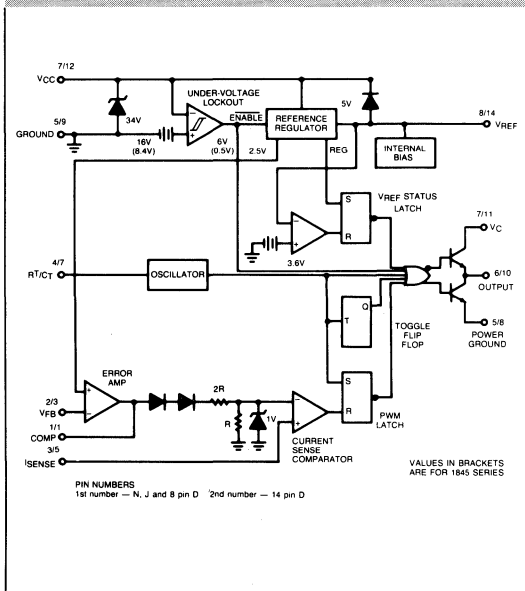 7/12
VCC
34V
5/9
GROUND
16V
(8.4V)
UNDER-VOLTAGE
LOCKOUT
ENABLE
6V
(0.5V)
2.5V
REFERENCE
REGULATOR
5V
REG
8/14
VREF
INTERNAL
BIAS
S
R
VREF STATUS
LATCH
3.6V
7/11
VC
4/7
RT/CT
OSCILLATOR
6/10
OUTPUT
Q
T
TOGGLE
FLIP
FLOP
5/8
POWER
GROUND
ERROR
AMP
2/3
VFB
1/1
COMP
3/5
ISENSE
2R
R
1V
CURRENT
SENSE
COMPARATOR
S
R
PWM
LATCH
VALUES IN BRACKETS
ARE FOR 1845 SERIES
PIN NUMBERS
1st number — N, J and 8 pin D 2nd number — 14 pin D